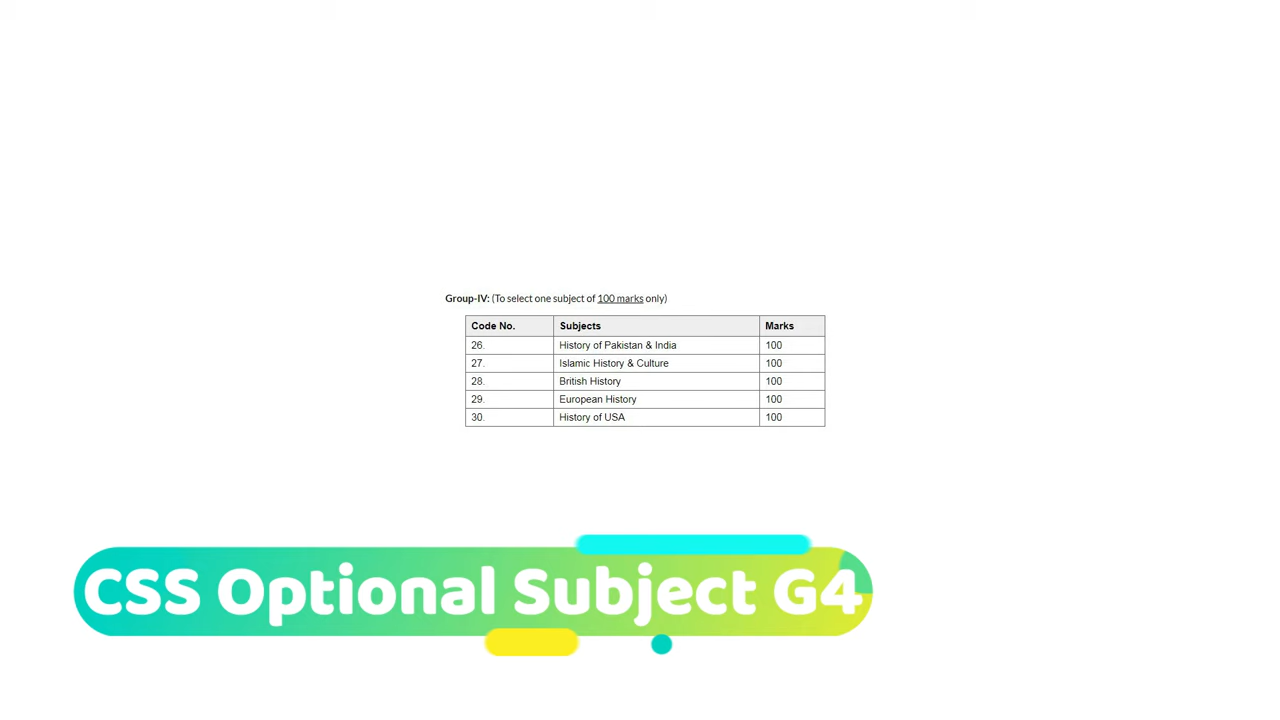 Group-IV: (To select one subject of 100 marks only)
Code No. Subjects Marks
26. History of Pakistan & India 100
27. Islamic History & Culture 100
28. British History 100
29. European History 100
30. History of USA 100
CSS Optional Subject G4